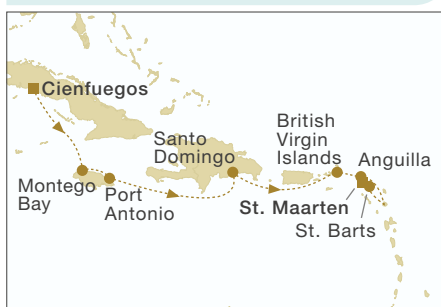 Cienfuegos
Montego
Bay
Port
Antonio
Santo
Domingo
British
Virgin
Islands
Anguilla
St. Maarten
St. Barts